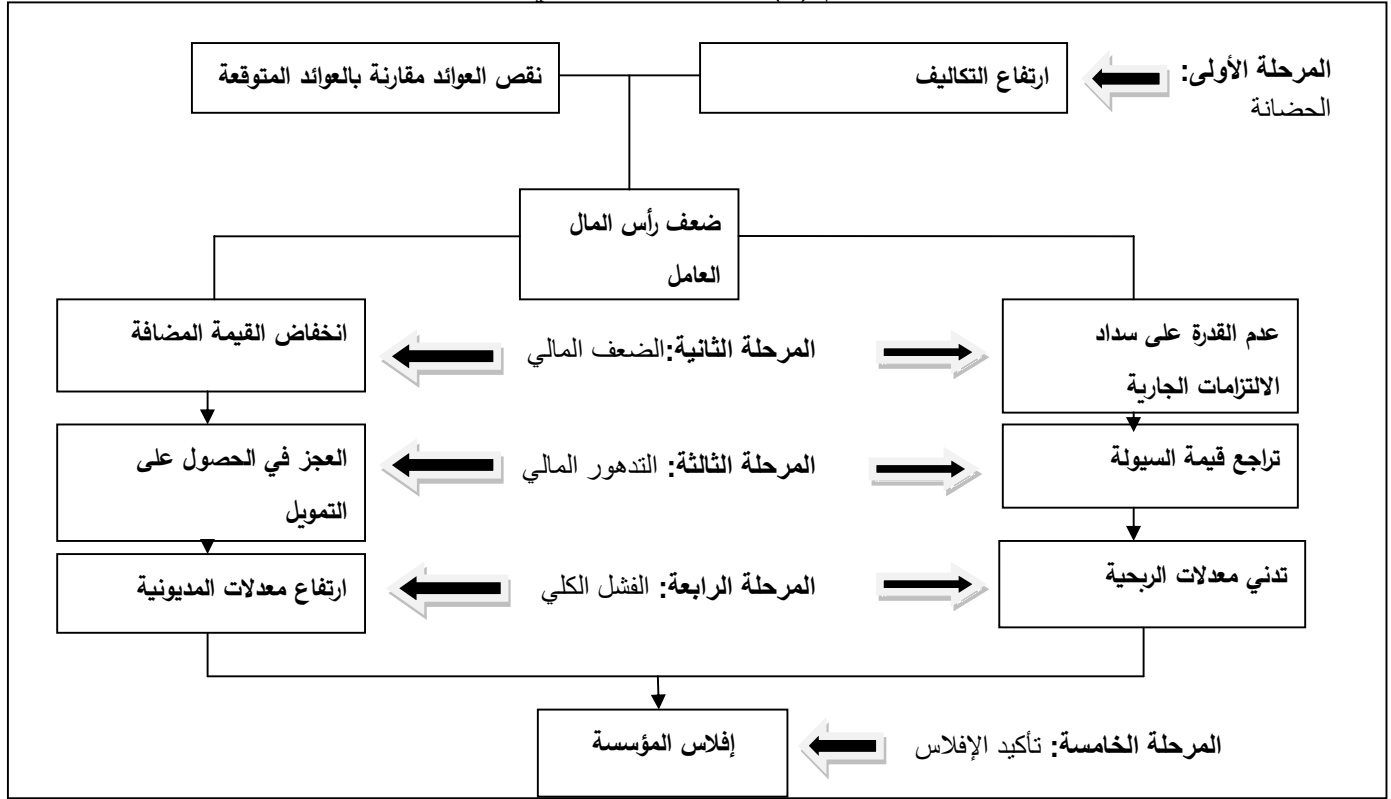 المرحلة الأولى:
الحضانة
ارتفاع التكاليف
نقص العوائد مقارنة بالعوائد المتوقعة
ضعف رأس المال
العامل
عدم القدرة على سداد
الالتزامات الجارية
المرحلة الثانية:الضعف المالي
انخفاض القيمة المضافة
تراجع قيمة السيولة
المرحلة الثالثة: التدهور المالي
العجز في الحصول على
التمويل
تدني معدلات الربحية
المرحلة الرابعة: الفشل الكلي
ارتفاع معدلات المديونية
المرحلة الخامسة: تأكيد الإفلاس
إفلاس المؤسسة